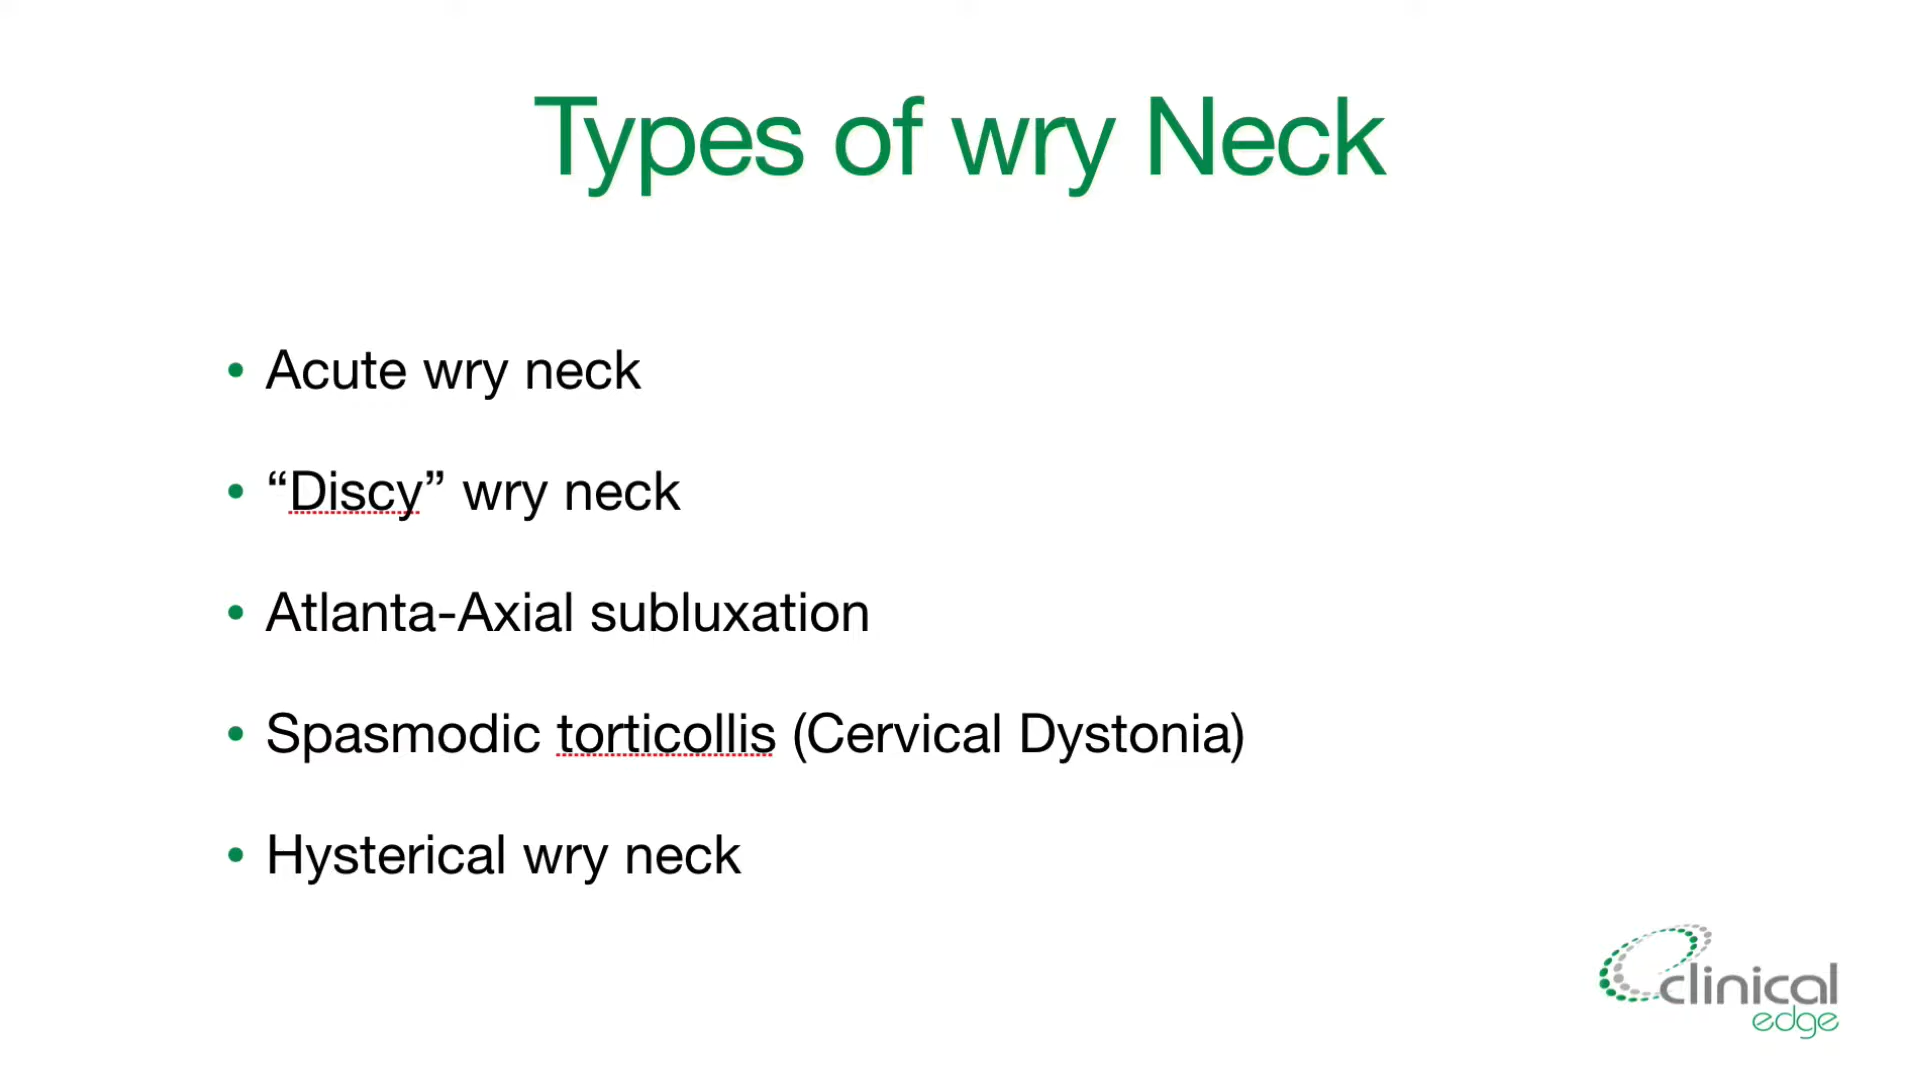 Types of wry Neck
• Acute wry neck
• “Discy” wry neck
• Atlanta-Axial subluxation
• Spasmodic torticollis (Cervical Dystonia)
• Hysterical wry neck
clinical
edge